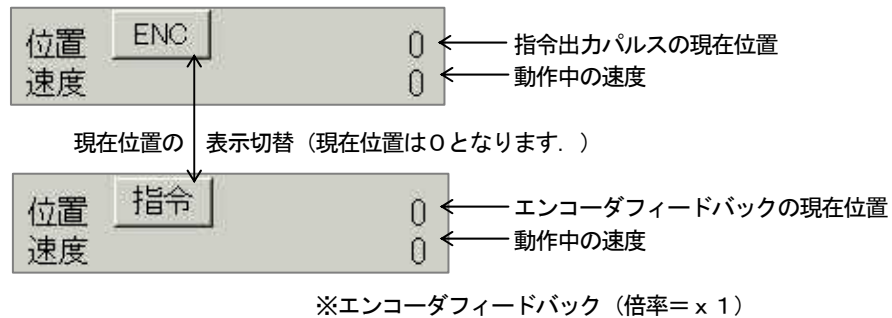 位置 ENC 0 指令出力パルスの現在位置
速度 0 動作中の速度
現在位置の 表示切替（現在位置は０となります．）
位置 指令 0 エンコーダフィードバックの現在位置
速度 0 動作中の速度
※エンコーダフィードバック（倍率＝ｘ１）